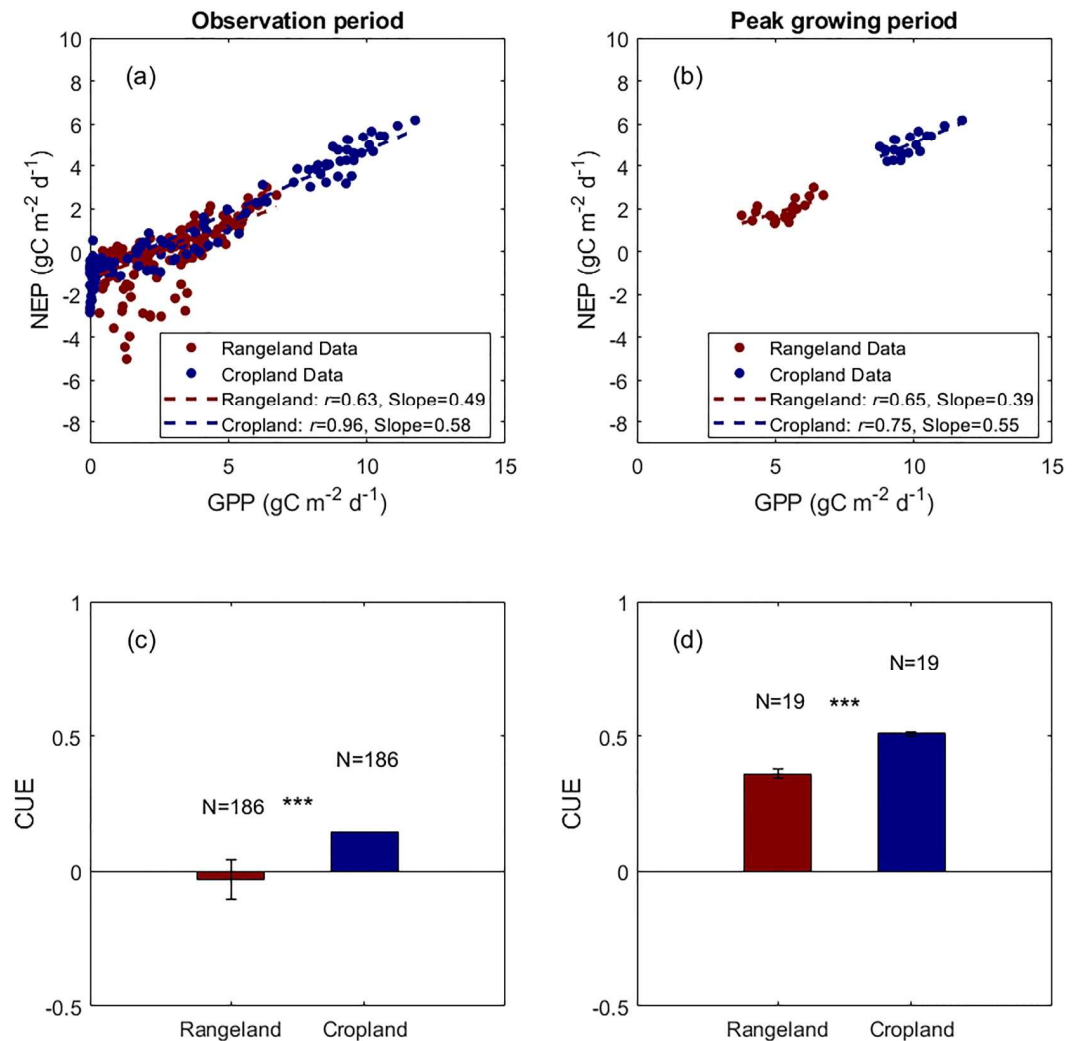 Observation period
(a)
10
8
6
4
2
0
-2
-4
-6
-8
NEP (gC m⁻² d⁻¹)
Rangeland Data
Cropland Data
Rangeland: r=0.63, Slope=0.49
Cropland: r=0.96, Slope=0.58
0 5 10 15
GPP (gC m⁻² d⁻¹)
Peak growing period
(b)
10
8
6
4
2
0
-2
-4
-6
-8
NEP (gC m⁻² d⁻¹)
Rangeland Data
Cropland Data
Rangeland: r=0.65, Slope=0.39
Cropland: r=0.75, Slope=0.55
0 5 10 15
GPP (gC m⁻² d⁻¹)
(c)
1
0.5
0
-0.5
CUE
N=186
***
N=186
Rangeland Cropland
(d)
1
0.5
0
-0.5
CUE
N=19
***
N=19
Rangeland Cropland